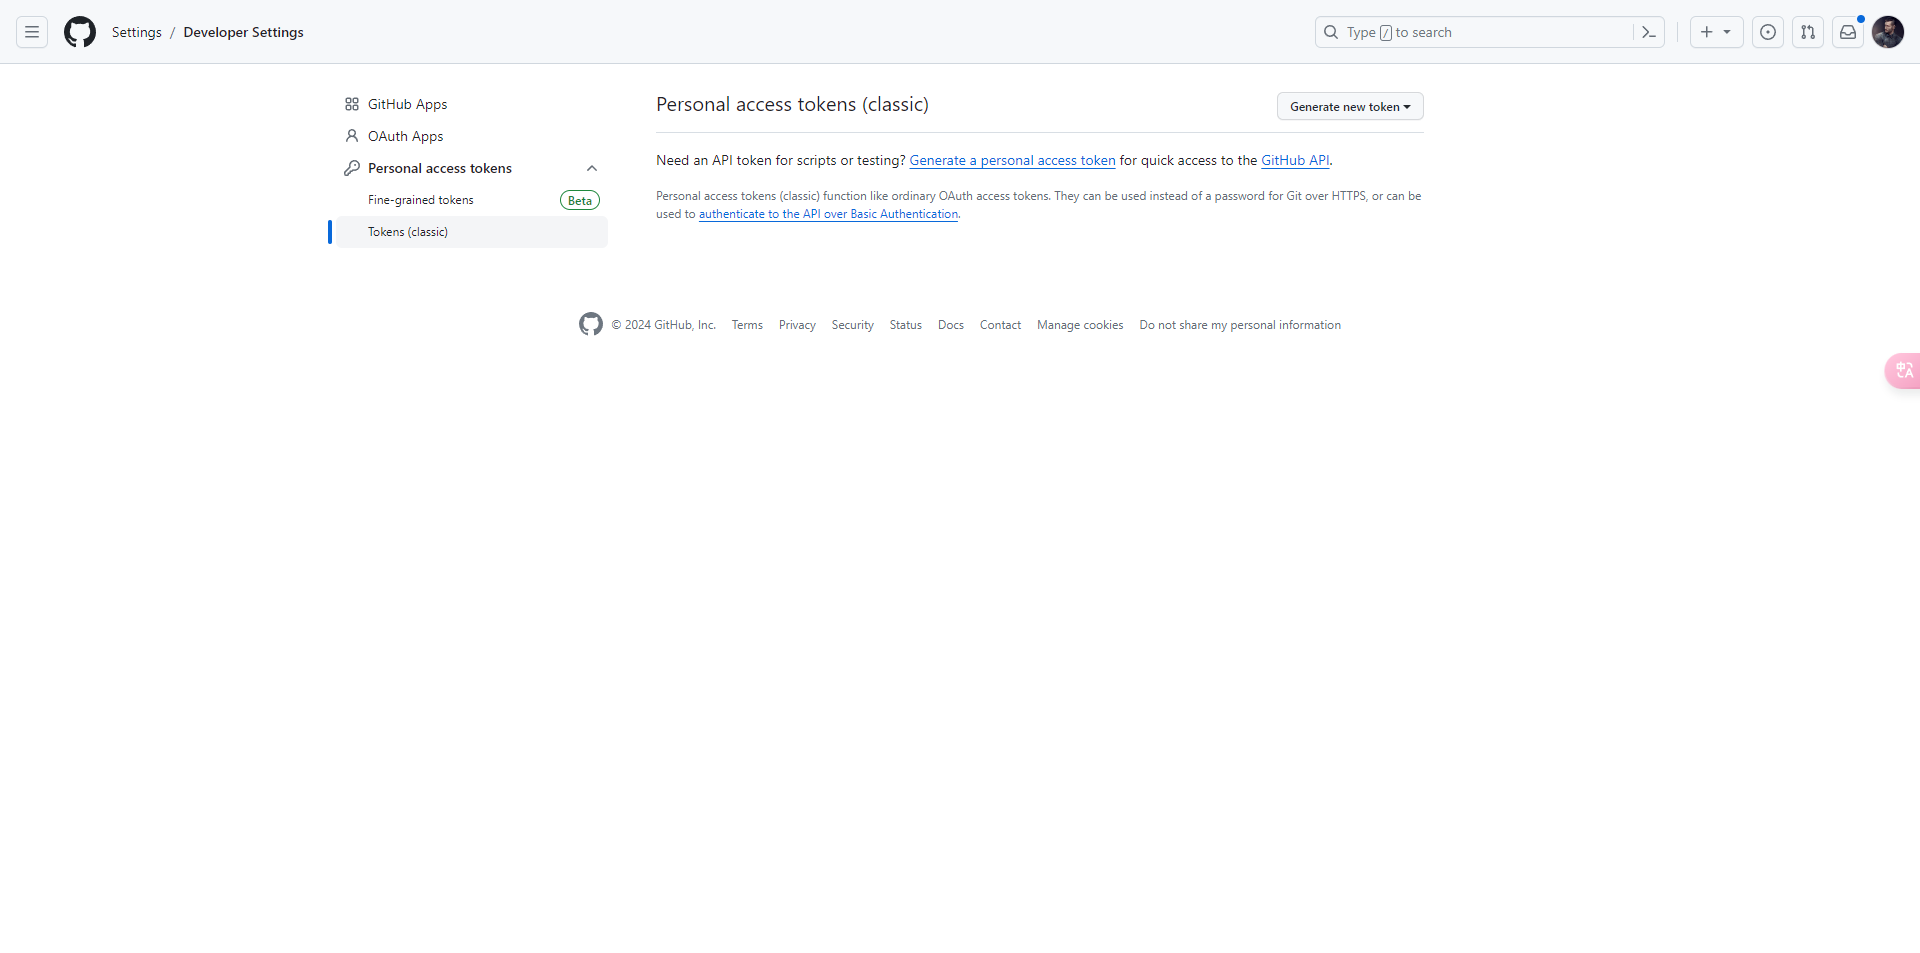 Settings / Developer Settings
Type / to search
GitHub Apps
OAuth Apps
Personal access tokens
Fine-grained tokens Beta
Tokens (classic)
Personal access tokens (classic)
Generate new token
Need an API token for scripts or testing? Generate a personal access token for quick access to the GitHub API.
Personal access tokens (classic) function like ordinary OAuth access tokens. They can be used instead of a password for Git over HTTPS, or can be
used to authenticate to the API over Basic Authentication.
© 2024 GitHub, Inc. Terms Privacy Security Status Docs Contact Manage cookies Do not share my personal information